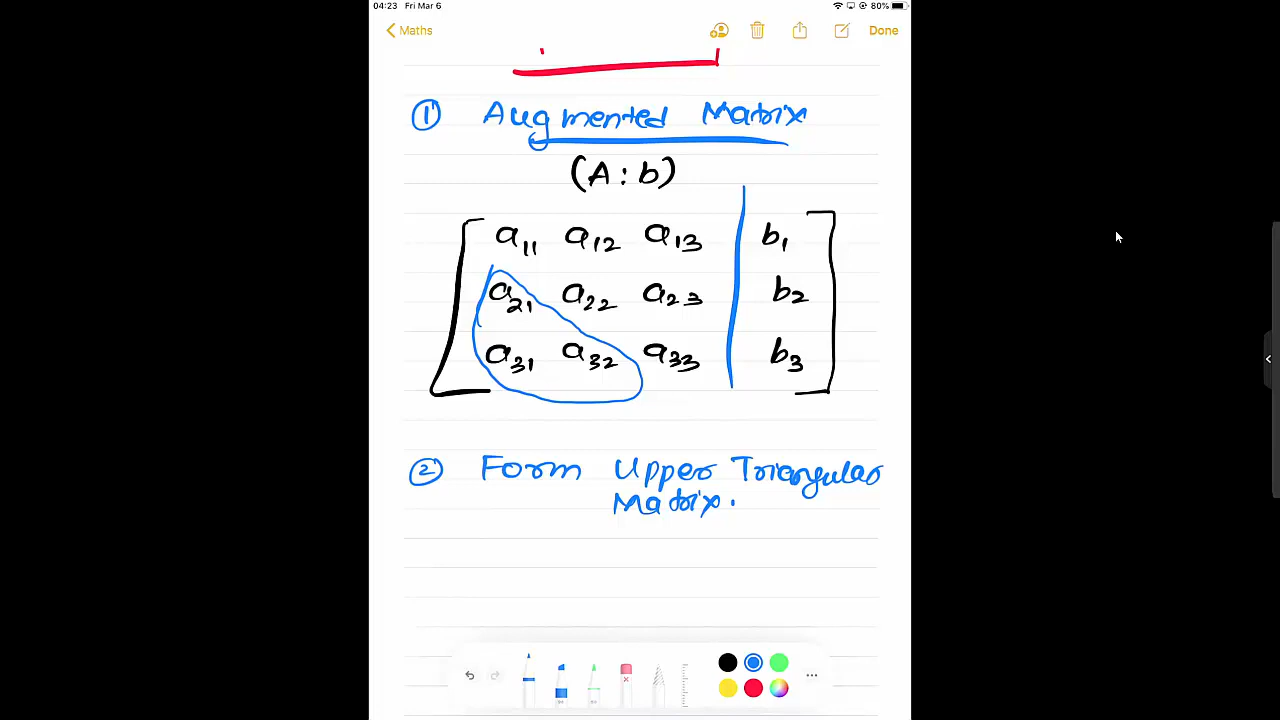 04:23 Fri Mar 6 80%
Maths Done
① Augmented Matrix
(A : b)
a11 a12 a13 b1
a21 a22 a23 b2
a31 a32 a33 b3
② Form Upper Triangular
Matrix.